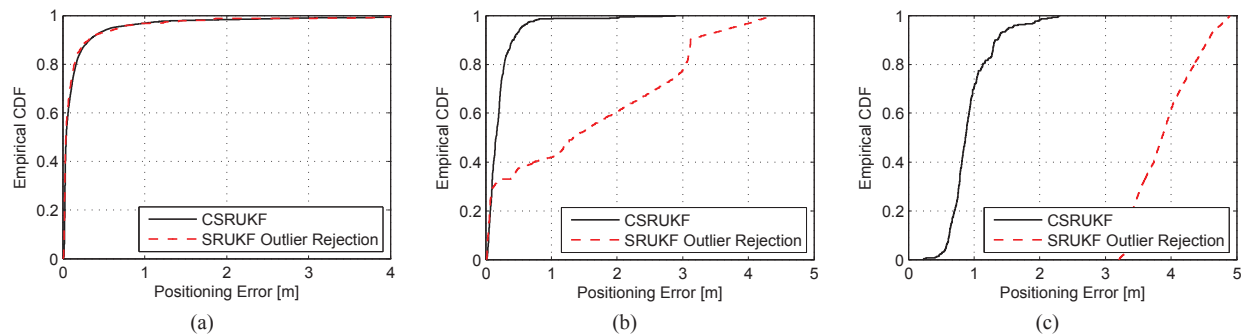 1
0.8
0.6
0.4
0.2
0
Empirical CDF
CSRUKF
SRUKF Outlier Rejection
0 1 2 3 4
Positioning Error [m]
(a)
1
0.8
0.6
0.4
0.2
0
Empirical CDF
CSRUKF
SRUKF Outlier Rejection
0 1 2 3 4 5
Positioning Error [m]
(b)
1
0.8
0.6
0.4
0.2
0
Empirical CDF
CSRUKF
SRUKF Outlier Rejection
0 1 2 3 4 5
Positioning Error [m]
(c)